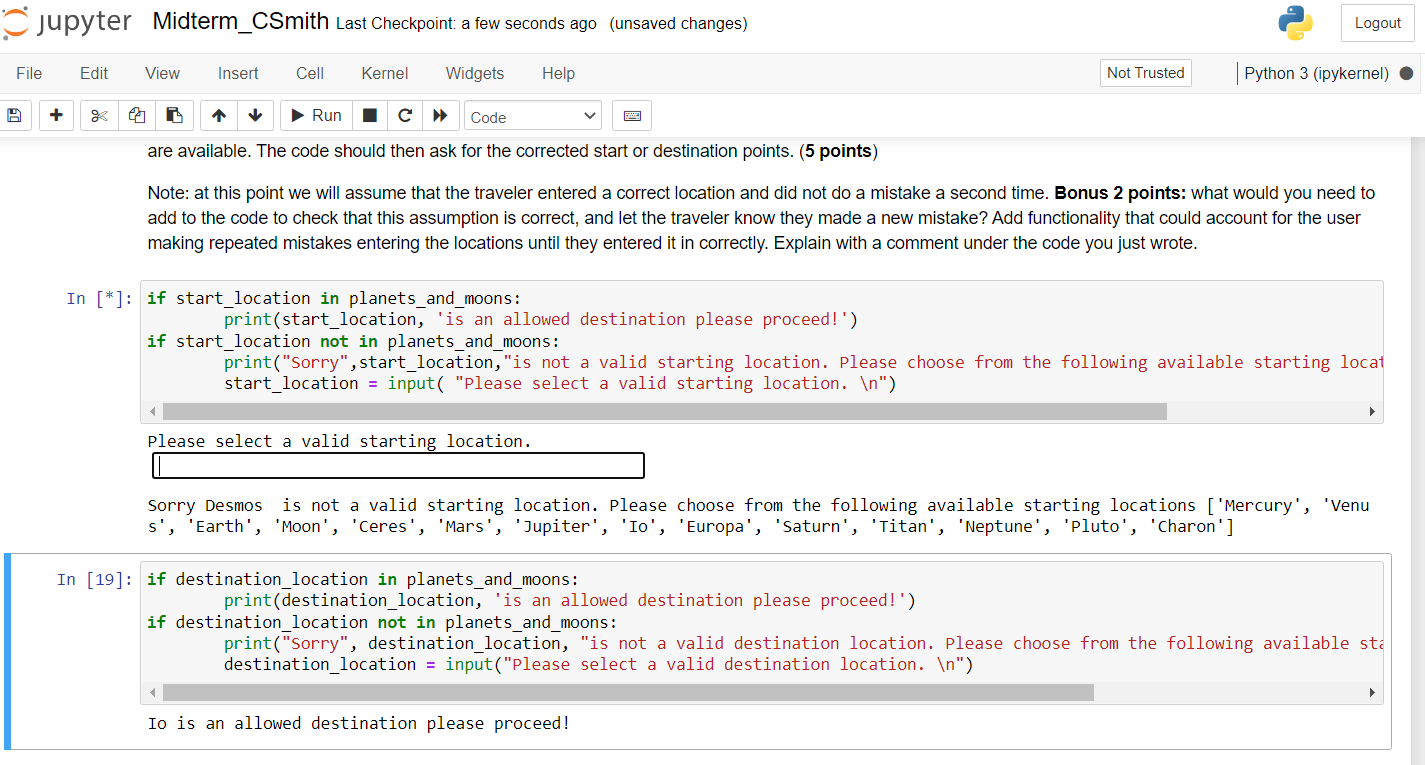 jupyter Midterm_CSmith Last Checkpoint: a few seconds ago (unsaved changes)
Logout
File Edit View Insert Cell Kernel Widgets Help
Not Trusted
Python 3 (ipykernel)
Run
Code
are available. The code should then ask for the corrected start or destination points. (5 points)
Note: at this point we will assume that the traveler entered a correct location and did not do a mistake a second time. Bonus 2 points: what would you need to
add to the code to check that this assumption is correct, and let the traveler know they made a new mistake? Add functionality that could account for the user
making repeated mistakes entering the locations until they entered it in correctly. Explain with a comment under the code you just wrote.
In [*]: if start_location in planets_and_moons:
print(start_location, 'is an allowed destination please proceed!')
if start_location not in planets_and_moons:
print("Sorry",start_location,"is not a valid starting location. Please choose from the following available starting locat
start_location = input( "Please select a valid starting location. \n")
Please select a valid starting location.
Sorry Desmos  is not a valid starting location. Please choose from the following available starting locations ['Mercury', 'Venu
s', 'Earth', 'Moon', 'Ceres', 'Mars', 'Jupiter', 'Io', 'Europa', 'Saturn', 'Titan', 'Neptune', 'Pluto', 'Charon']
In [19]: if destination_location in planets_and_moons:
print(destination_location, 'is an allowed destination please proceed!')
if destination_location not in planets_and_moons:
print("Sorry", destination_location, "is not a valid destination location. Please choose from the following available sta
destination_location = input("Please select a valid destination location. \n")
Io is an allowed destination please proceed!